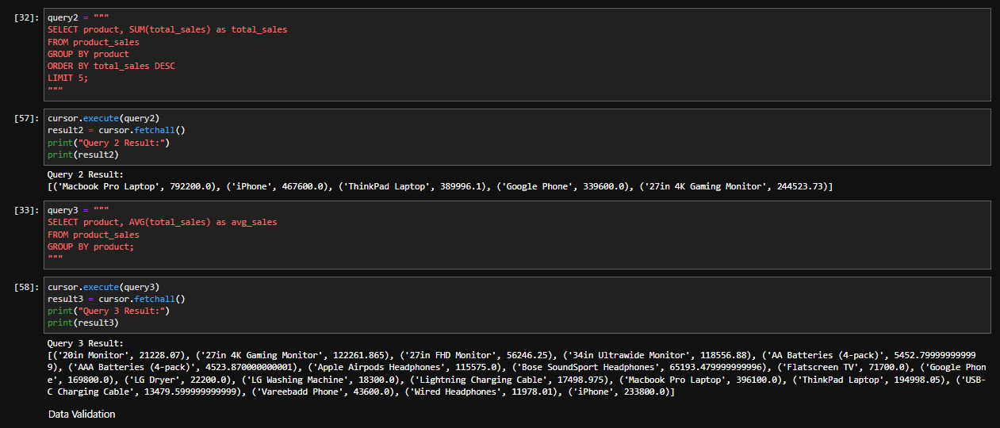 [32]: query2 = """
SELECT product, SUM(total_sales) as total_sales
FROM product_sales
GROUP BY product
ORDER BY total_sales DESC
LIMIT 5;
"""
[57]: cursor.execute(query2)
result2 = cursor.fetchall()
print("Query 2 Result:")
print(result2)
Query 2 Result:
[('Macbook Pro Laptop', 792200.0), ('iPhone', 467600.0), ('ThinkPad Laptop', 389996.1), ('Google Phone', 339600.0), ('27in 4K Gaming Monitor', 244523.73)]
[33]: query3 = """
SELECT product, AVG(total_sales) as avg_sales
FROM product_sales
GROUP BY product;
"""
[58]: cursor.execute(query3)
result3 = cursor.fetchall()
print("Query 3 Result:")
print(result3)
Query 3 Result:
[('20in Monitor', 21228.07), ('27in 4K Gaming Monitor', 122261.865), ('27in FHD Monitor', 56246.25), ('34in Ultrawide Monitor', 118556.88), ('AA Batteries (4-pack)', 5452.79999999999
9), ('AAA Batteries (4-pack)', 4523.870000000001), ('Apple Airpods Headphones', 115575.0), ('Bose SoundSport Headphones', 65193.479999999996), ('Flatscreen TV', 71700.0), ('Google Phon
e', 169800.0), ('LG Dryer', 22200.0), ('LG Washing Machine', 18300.0), ('Lightning Charging Cable', 17498.975), ('Macbook Pro Laptop', 396100.0), ('ThinkPad Laptop', 194998.05), ('USB-
C Charging Cable', 13479.599999999999), ('Vareebadd Phone', 43600.0), ('Wired Headphones', 11978.01), ('iPhone', 233800.0)]
Data Validation